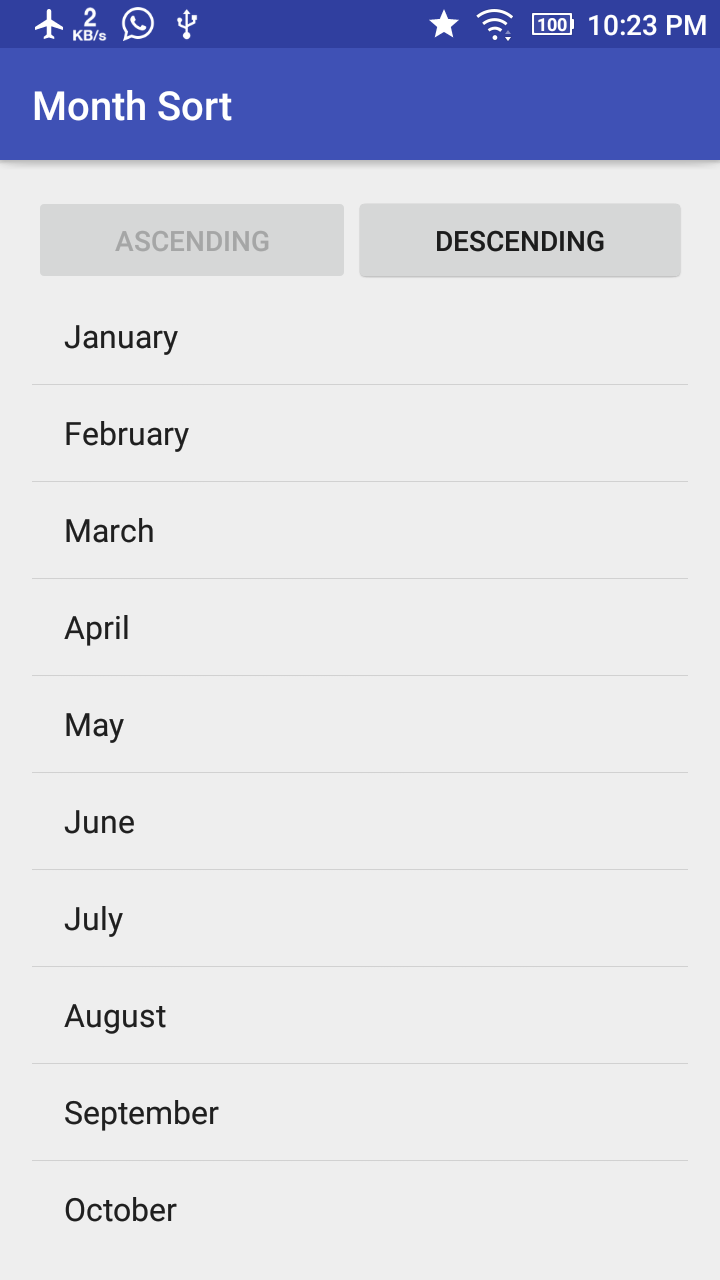 2 KB/s 100 10:23 PM
Month Sort
ASCENDING DESCENDING
January
February
March
April
May
June
July
August
September
October